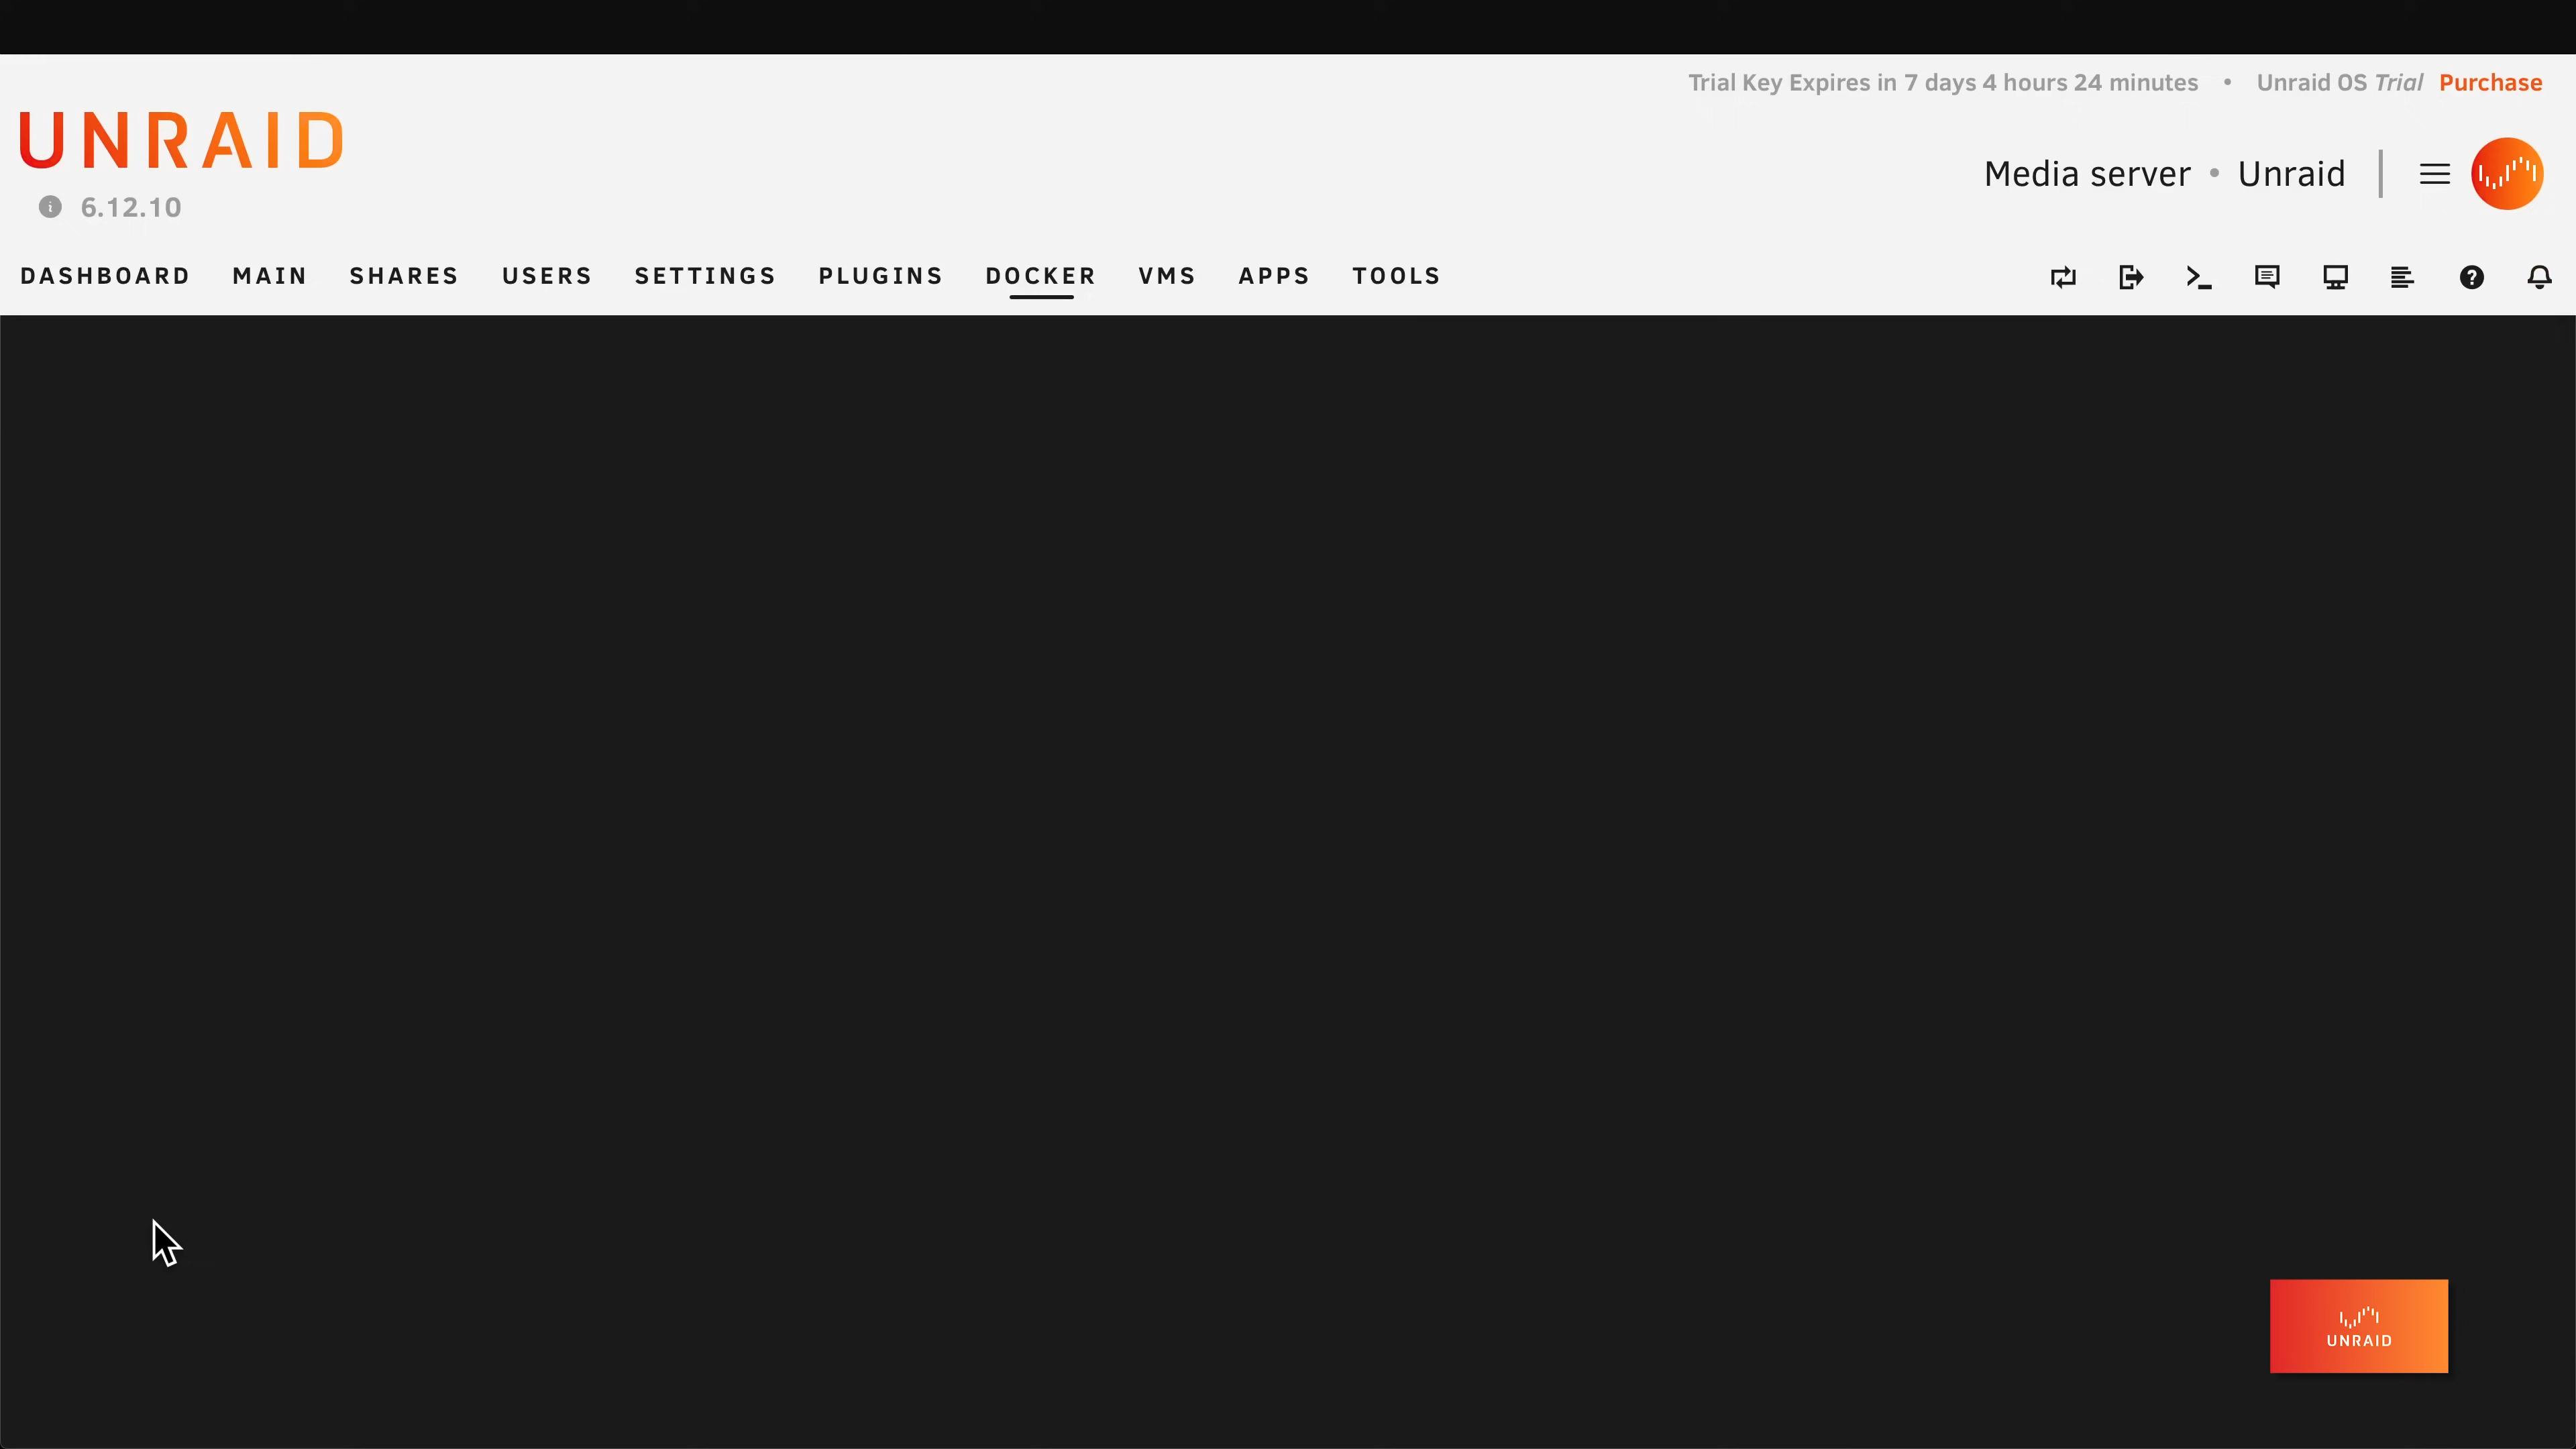 Trial Key Expires in 7 days 4 hours 24 minutes • Unraid OS Trial Purchase
UNRAID
Media server • Unraid
6.12.10
DASHBOARD MAIN SHARES USERS SETTINGS PLUGINS DOCKER VMS APPS TOOLS
UNRAID